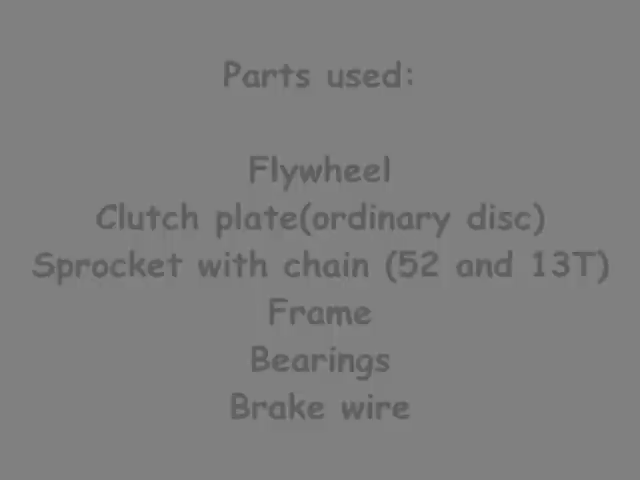 Parts used:
Flywheel
Clutch plate(ordinary disc)
Sprocket with chain (52 and 13T)
Frame
Bearings
Brake wire